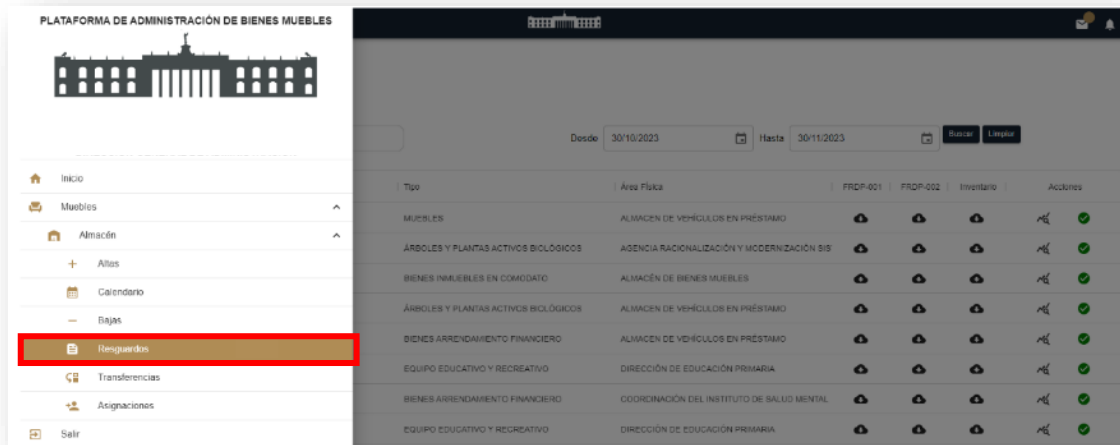 PLATAFORMA DE ADMINISTRACIÓN DE BIENES MUEBLES
Desde 30/10/2023 Hasta 30/11/2023 Buscar Limpiar
Inicio
Muebles
Almacén
Altas
Calendario
Bajas
Resguardos
Transferencias
Asignaciones
Salir
Tipo Área Física FRDP-001 FRDP-002 Inventario Acciones
MUEBLES ALMACEN DE VEHÍCULOS EN PRÉSTAMO
ÁRBOLES Y PLANTAS ACTIVOS BIOLÓGICOS AGENCIA RACIONALIZACIÓN Y MODERNIZACIÓN SIS
BIENES INMUEBLES EN COMODATO ALMACÉN DE BIENES MUEBLES
ÁRBOLES Y PLANTAS ACTIVOS BIOLÓGICOS ALMACEN DE VEHÍCULOS EN PRÉSTAMO
BIENES ARRENDAMIENTO FINANCIERO ALMACEN DE VEHÍCULOS EN PRÉSTAMO
EQUIPO EDUCATIVO Y RECREATIVO DIRECCIÓN DE EDUCACIÓN PRIMARIA
BIENES ARRENDAMIENTO FINANCIERO COORDINACIÓN DEL INSTITUTO DE SALUD MENTAL
EQUIPO EDUCATIVO Y RECREATIVO DIRECCIÓN DE EDUCACIÓN PRIMARIA